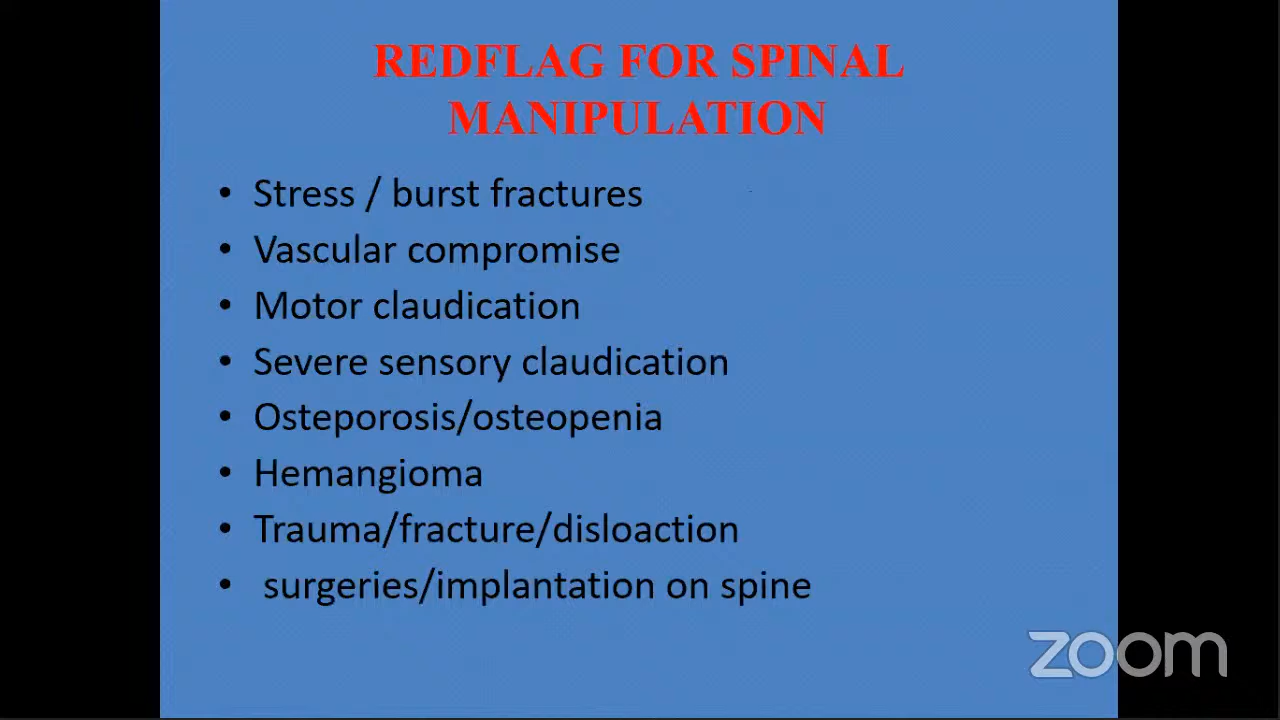 REDFLAG FOR SPINAL
MANIPULATION
• Stress / burst fractures
• Vascular compromise
• Motor claudication
• Severe sensory claudication
• Osteporosis/osteopenia
• Hemangioma
• Trauma/fracture/disloaction
• surgeries/implantation on spine
zoom